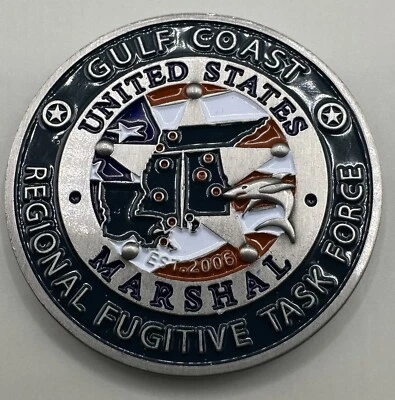 GULF COAST
REGIONAL FUGITIVE TASK FORCE
UNITED STATES
MARSHAL
EST. 2006